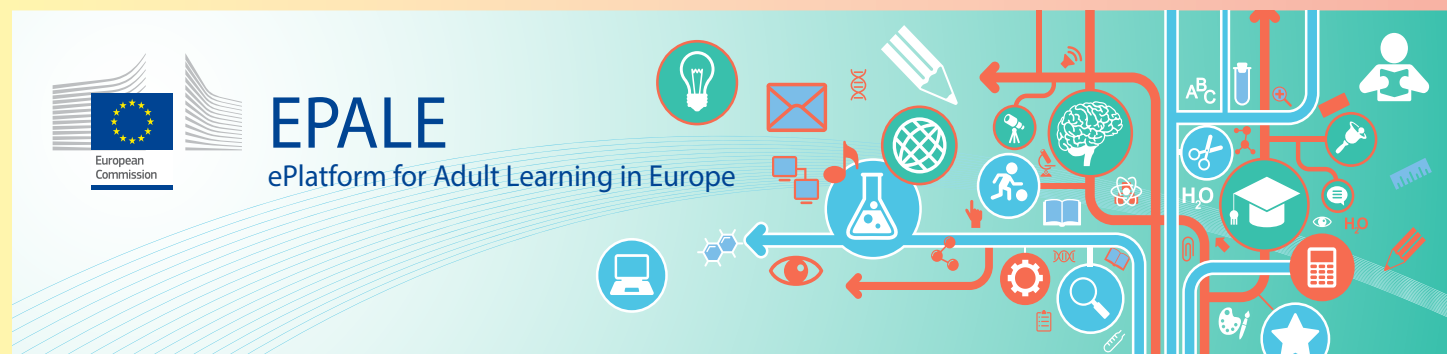 European
Commission
EPALE
ePlatform for Adult Learning in Europe
ABC
H2O
H2O